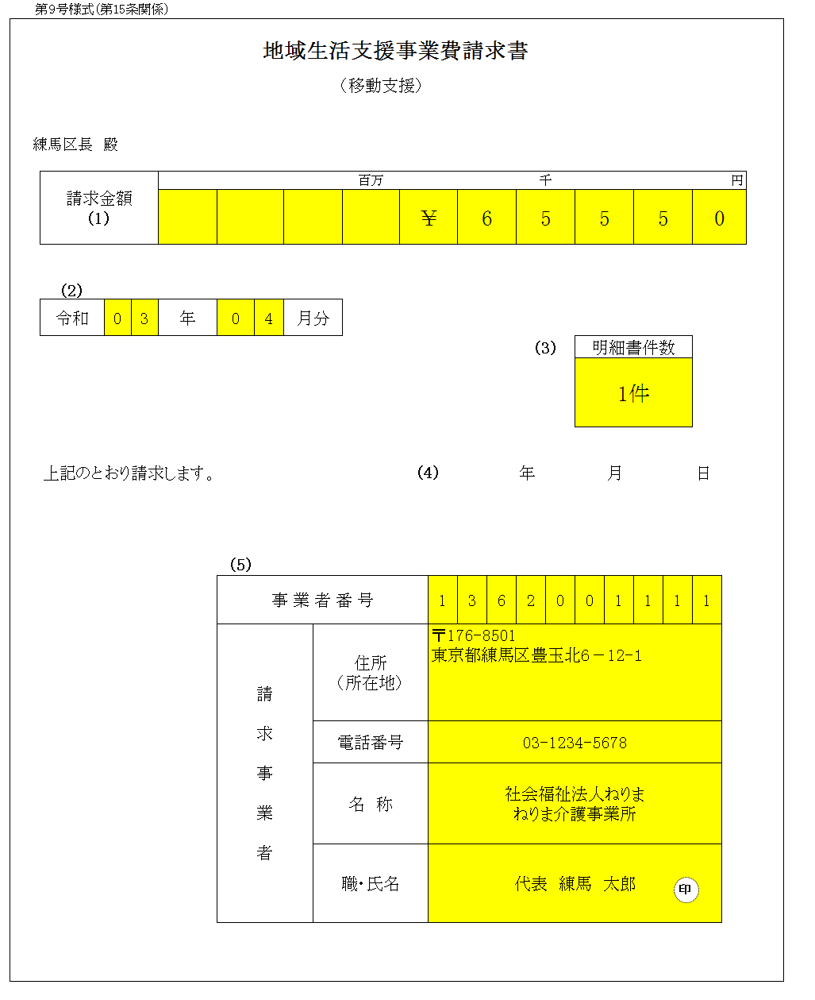 第９号様式（第15条関係）
地域生活支援事業費請求書
（移動支援）
練馬区長　殿
請求金額
(1)
百万　千　円
￥ 6 5 5 5 0
(2)
令和 0 3 年 0 4 月分
(3) 明細書件数
1件
上記のとおり請求します。 (4) 年 月 日
(5)
事業者番号 1 3 6 2 0 0 1 1 1 1
請求事業者
住所
（所在地）
〒176-8501
東京都練馬区豊玉北6－12-1
電話番号 03-1234-5678
名　称
社会福祉法人ねりま
ねりま介護事業所
職・氏名 代表　練馬　太郎 印